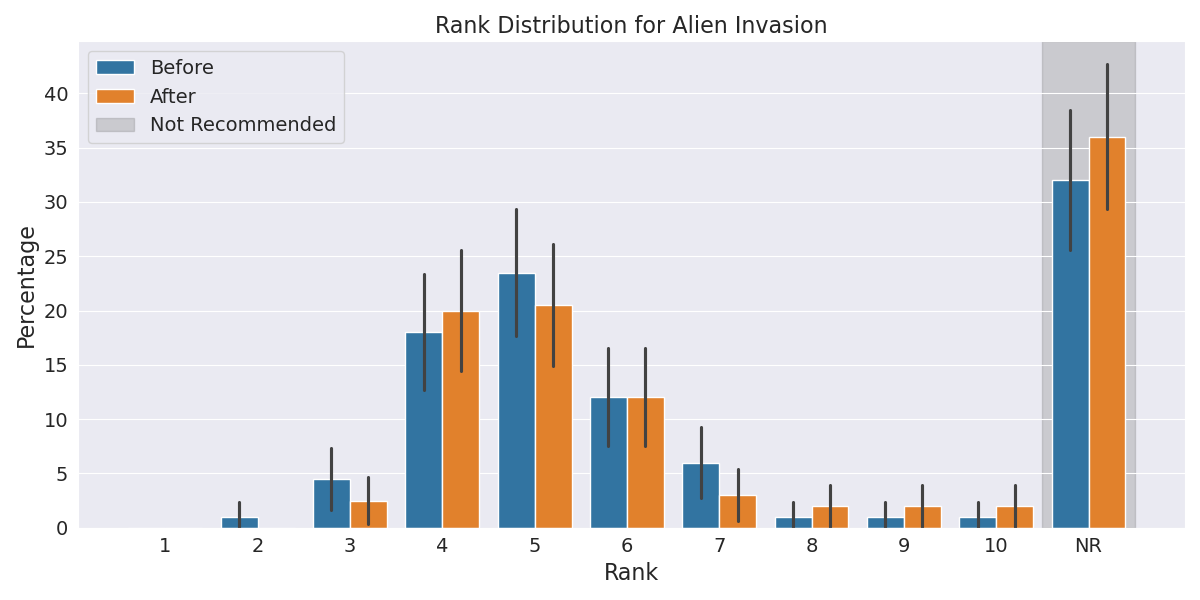 Rank Distribution for Alien Invasion
Before
After
Not Recommended
Percentage
40
35
30
25
20
15
10
5
0
1 2 3 4 5 6 7 8 9 10 NR
Rank